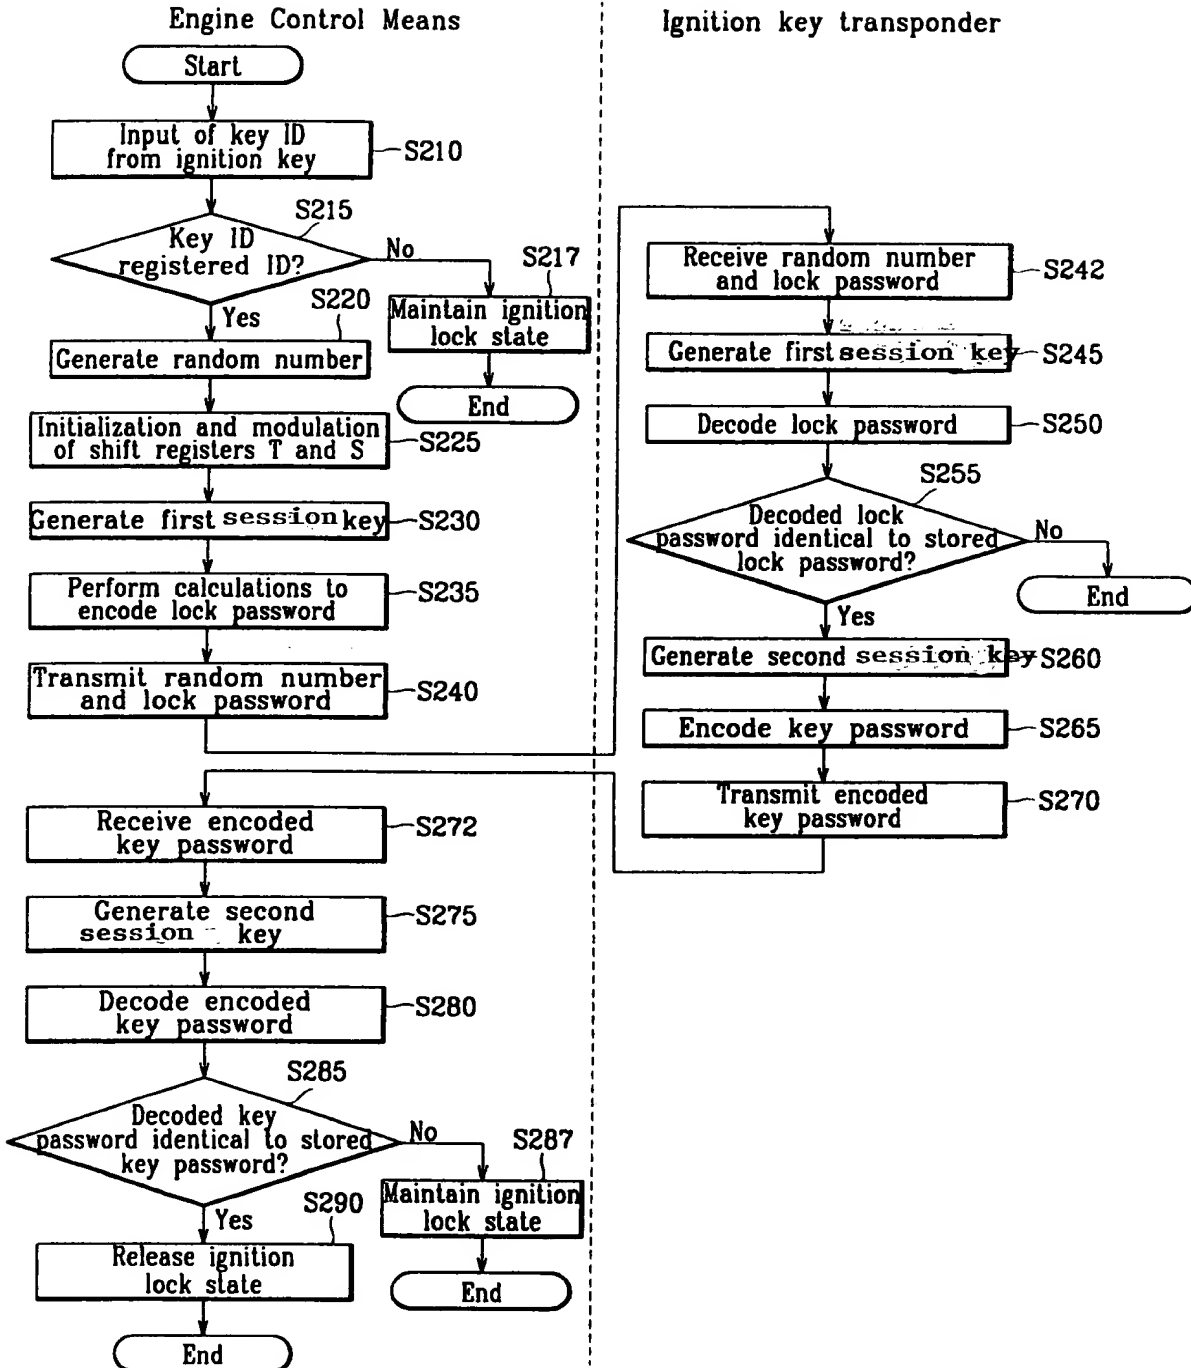 Engine Control Means
Start
Input of key ID
from ignition key
S210
S215
Key ID
registered ID?
No
S217
Maintain ignition
lock state
End
Yes
S220
Generate random number
Initialization and modulation
of shift registers T and S
S225
Generate first session key
S230
Perform calculations to
encode lock password
S235
Transmit random number
and lock password
S240
Ignition key transponder
Receive random number
and lock password
S242
Generate first session key
S245
Decode lock password
S250
S255
Decoded lock
password identical to stored
lock password?
No
End
Yes
Generate second session key
S260
Encode key password
S265
Transmit encoded
key password
S270
Receive encoded
key password
S272
Generate second
session key
S275
Decode encoded
key password
S280
S285
Decoded key
password identical to stored
key password?
No
S287
Maintain ignition
lock state
End
Yes
S290
Release ignition
lock state
End